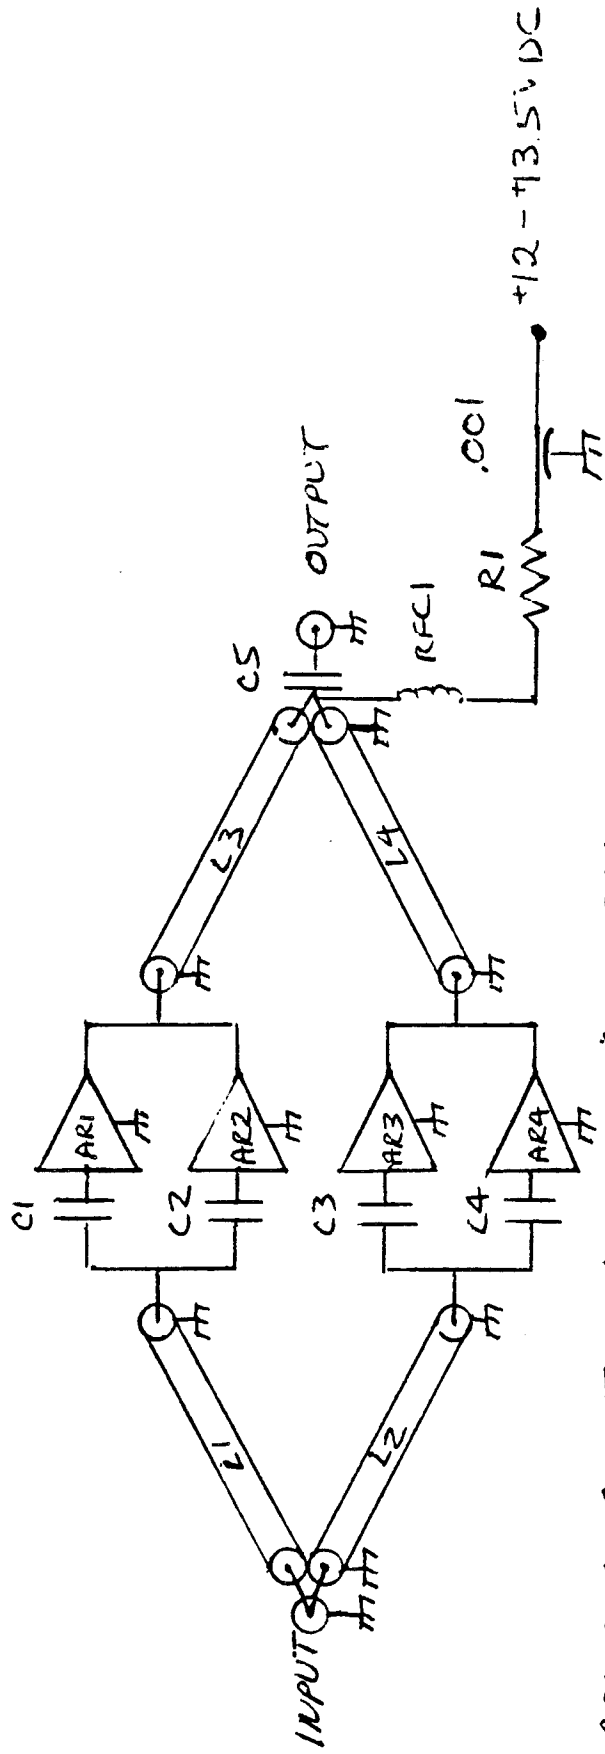 C1
AR1
C2
AR2
L1
L3
C5
INPUT
OUTPUT
L2
L4
C3
AR3
C4
AR4
RFC1
R1
.001
+12 - +13.5V DC